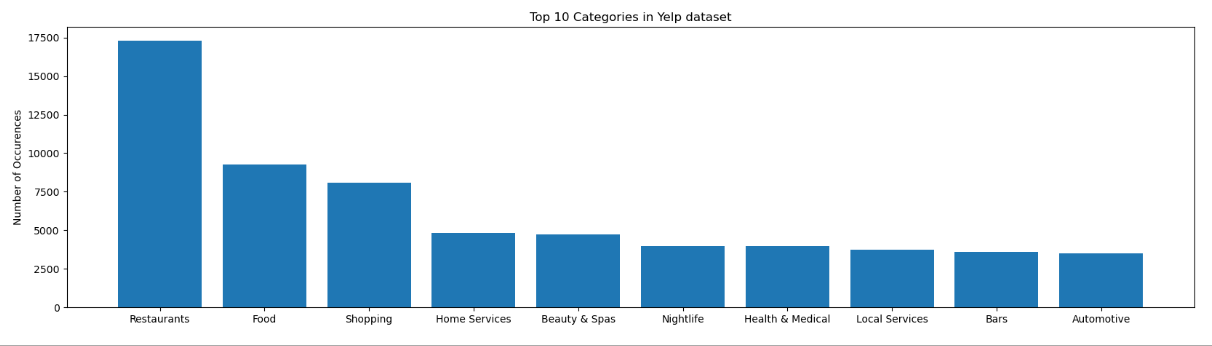 Top 10 Categories in Yelp dataset
Number of Occurences
17500
15000
12500
10000
7500
5000
2500
0
Restaurants Food Shopping Home Services Beauty & Spas Nightlife Health & Medical Local Services Bars Automotive